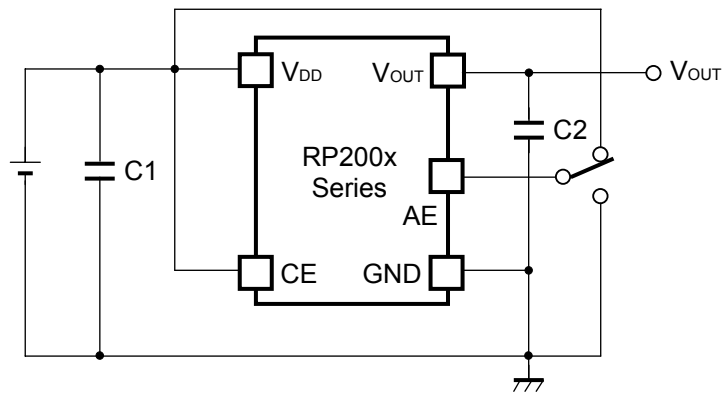 VDD
VOUT
VOUT
C1
RP200x
Series
C2
AE
CE
GND